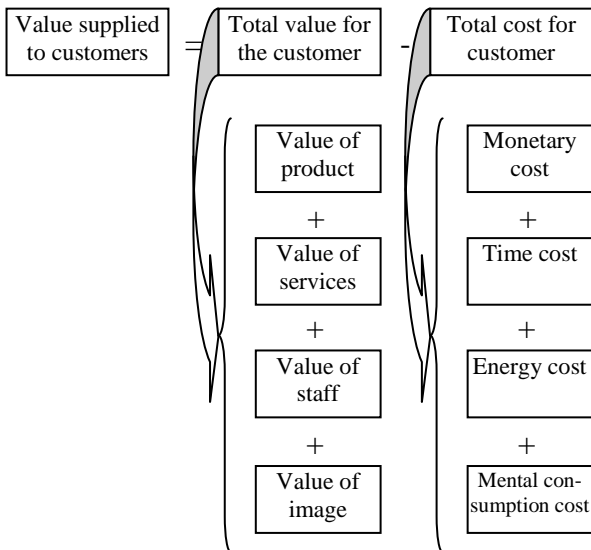 Value supplied
to customers
=
Total value for
the customer
-
Total cost for
customer
Value of
product
+
Value of
services
+
Value of
staff
+
Value of
image
Monetary
cost
+
Time cost
+
Energy cost
+
Mental con-
sumption cost